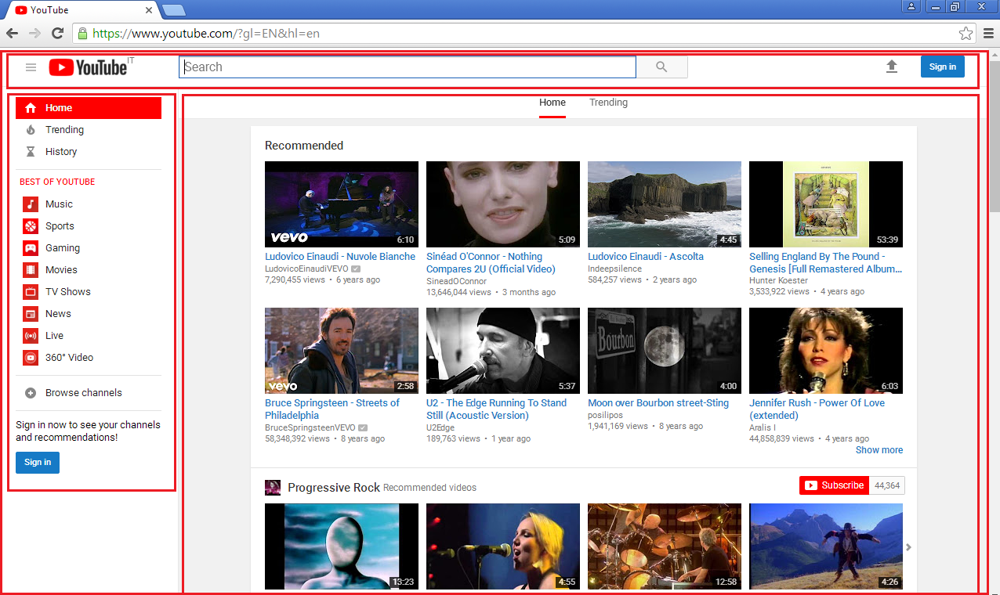 YouTube
https://www.youtube.com/?gl=EN&hl=en
YouTube IT
Search
Sign in
Home
Trending
History
BEST OF YOUTUBE
Music
Sports
Gaming
Movies
TV Shows
News
Live
360° Video
Browse channels
Sign in now to see your channels
and recommendations!
Sign in
Home Trending
Recommended
vevo 6:10
Ludovico Einaudi - Nuvole Bianche
LudovicoEinaudiVEVO
7,290,455 views • 6 years ago
5:09
Sinéad O'Connor - Nothing
Compares 2U (Official Video)
SineadOConnor
13,646,044 views • 3 months ago
4:45
Ludovico Einaudi - Ascolta
Indeepsilence
584,257 views • 2 years ago
GENESIS
53:39
Selling England By The Pound -
Genesis [Full Remastered Album...
Hunter Koester
3,533,922 views • 4 years ago
vevo 2:58
Bruce Springsteen - Streets of
Philadelphia
BruceSpringsteenVEVO
58,348,392 views • 8 years ago
5:37
U2 - The Edge Running To Stand
Still (Acoustic Version)
U2Edge
189,763 views • 1 year ago
Bourbon
4:00
Moon over Bourbon street-Sting
posilipos
1,941,169 views • 8 years ago
6:03
Jennifer Rush - Power Of Love
(extended)
Aralis I
44,858,839 views • 4 years ago
Show more
Progressive Rock Recommended videos
Subscribe 44,364
13:23
4:55
12:58
4:26